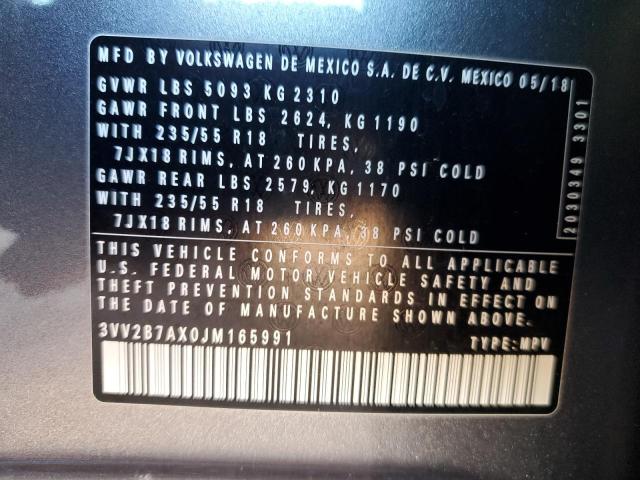 MFD BY VOLKSWAGEN DE MEXICO S.A. DE C.V. MEXICO 05/18
GVWR LBS 5093 KG 2310
GAWR FRONT LBS 2624, KG 1190
WITH 235/55 R18 TIRES,
7JX18 RIMS, AT 260 KPA, 38 PSI COLD
GAWR REAR LBS 2579, KG 1170
WITH 235/55 R18 TIRES,
7JX18 RIMS, AT 260 KPA, 38 PSI COLD
THIS VEHICLE CONFORMS TO ALL APPLICABLE
U.S. FEDERAL MOTOR VEHICLE SAFETY AND
THEFT PREVENTION STANDARDS IN EFFECT ON
THE DATE OF MANUFACTURE SHOWN ABOVE
3VV2B7AX0JM165991 TYPE:MPV
2030349 3301